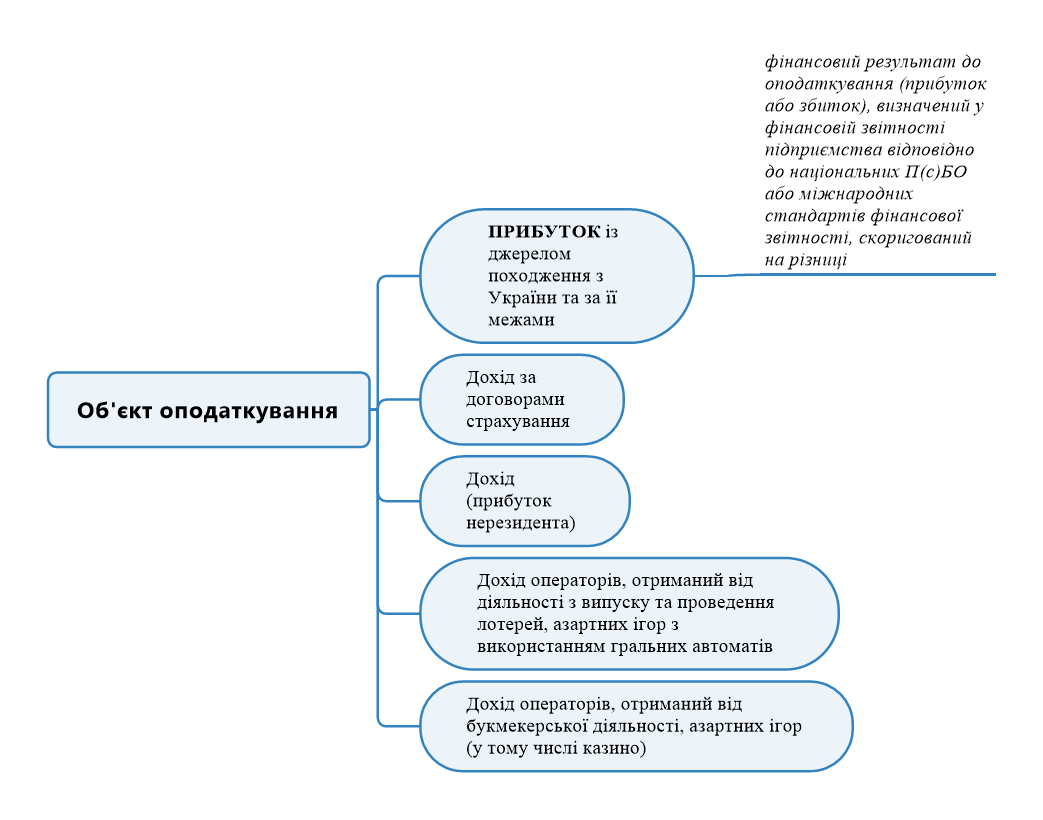 Об'єкт оподаткування
ПРИБУТОК із
джерелом
походження з
України та за її
межами
фінансовий результат до
оподаткування (прибуток
або збиток), визначений у
фінансовій звітності
підприємства відповідно
до національних П(с)БО
або міжнародних
стандартів фінансової
звітності, скоригований
на різниці
Дохід за
договорами
страхування
Дохід
(прибуток
нерезидента)
Дохід операторів, отриманий від
діяльності з випуску та проведення
лотерей, азартних ігор з
використанням гральних автоматів
Дохід операторів, отриманий від
букмекерської діяльності, азартних ігор
(у тому числі казино)